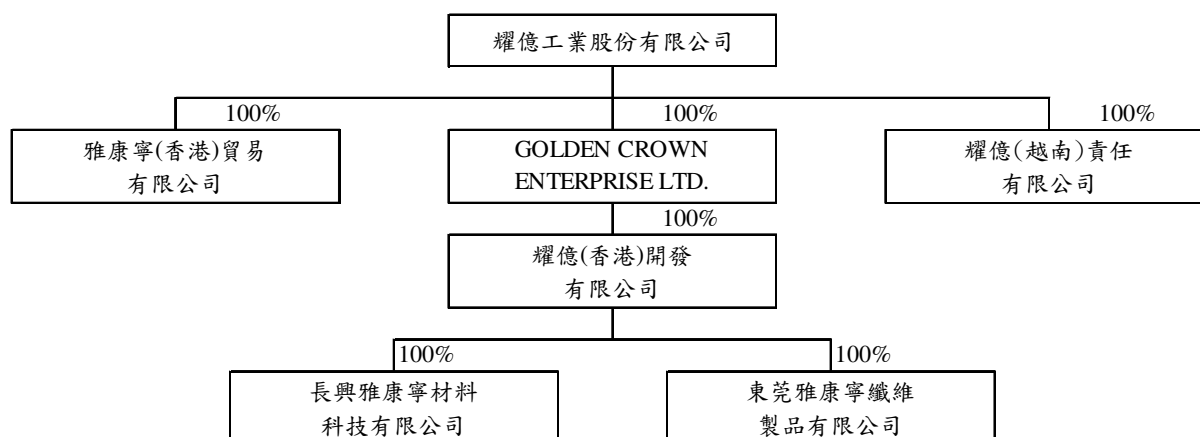 耀億工業股份有限公司
100%
100%
100%
雅康寧(香港)貿易
有限公司
GOLDEN CROWN
ENTERPRISE LTD.
耀億(越南)責任
有限公司
100%
耀億(香港)開發
有限公司
100%
100%
長興雅康寧材料
科技有限公司
東莞雅康寧纖維
製品有限公司